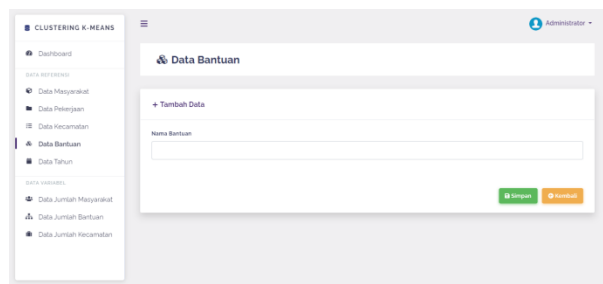 CLUSTERING K-MEANS
Administrator
Dashboard
Data Bantuan
DATA REFERENSI
Data Masyarakat
Data Pekerjaan
Data Kecamatan
Data Bantuan
Data Tahun
DATA VARIABEL
Data Jumlah Masyarakat
Data Jumlah Bantuan
Data Jumlah Kecamatan
+ Tambah Data
Nama Bantuan
Simpan
Kembali